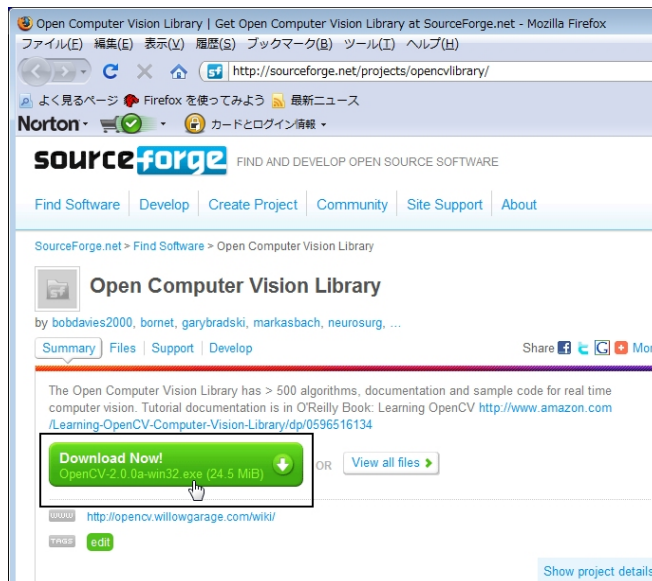 Open Computer Vision Library | Get Open Computer Vision Library at SourceForge.net - Mozilla Firefox
ファイル(F) 編集(E) 表示(V) 履歴(S) ブックマーク(B) ツール(T) ヘルプ(H)
sf http://sourceforge.net/projects/opencvlibrary/
よく見るページ Firefox を使ってみよう 最新ニュース
Norton カードとログイン情報
sourceforge FIND AND DEVELOP OPEN SOURCE SOFTWARE
Find Software Develop Create Project Community Site Support About
SourceForge.net > Find Software > Open Computer Vision Library
sf Open Computer Vision Library
by bobdavies2000, bornet, garybradski, markasbach, neurosurg, ...
Summary Files Support Develop Share f t G Mor
The Open Computer Vision Library has > 500 algorithms, documentation and sample code for real time
computer vision. Tutorial documentation is in O'Reilly Book: Learning OpenCV http://www.amazon.com
/Learning-OpenCV-Computer-Vision-Library/dp/0596516134
Download Now!
OpenCV-2.0.0a-win32.exe (24.5 MiB)
OR View all files
www http://opencv.willowgarage.com/wiki/
TAGS edit
Show project details